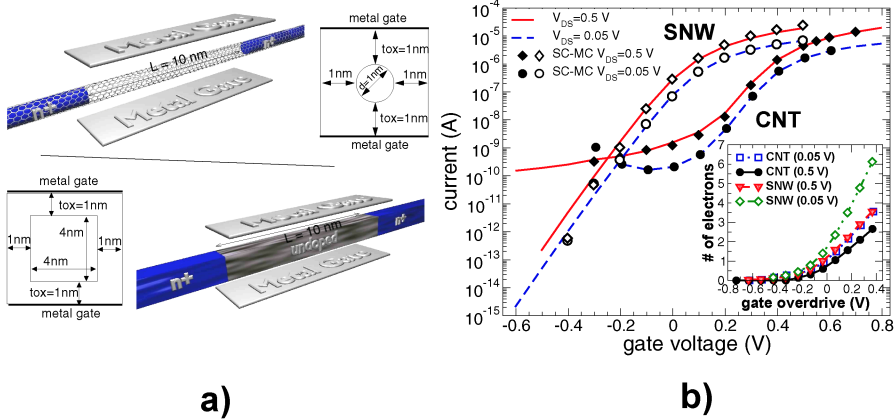 a)
metal gate
Metal Gate
L = 10 nm
n+
Metal Gate
tox=1nm
1nm
d=1nm
1nm
tox=1nm
metal gate
metal gate
tox=1nm
1nm
4nm
1nm
4nm
tox=1nm
metal gate
Metal Gate
n+
L = 10 nm
undoped
n+
Metal Gate
a)
b)
V_DS=0.5 V
V_DS= 0.05 V
SC-MC V_DS=0.5 V
SC-MC V_DS=0.05 V
SNW
CNT
current (A)
10^-4
10^-5
10^-6
10^-7
10^-8
10^-9
10^-10
10^-11
10^-12
10^-13
10^-14
10^-15
-0.6 -0.4 -0.2 0 0.2 0.4 0.6 0.8
gate voltage (V)
CNT (0.05 V)
CNT (0.5 V)
SNW (0.5 V)
SNW (0.05 V)
# of electrons
7
6
5
4
3
2
1
0
-0.8 -0.6 -0.4 -0.2 0 0.2 0.4
gate overdrive (V)
b)